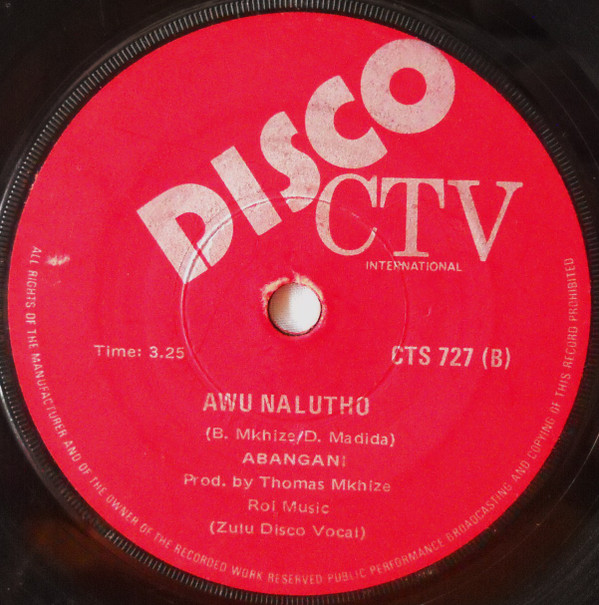 DISCO
CTV
INTERNATIONAL
Time: 3.25
CTS 727 (B)
AWU NALUTHO
(B. Mkhize/D. Madida)
ABANGANI
Prod. by Thomas Mkhize
Roi Music
(Zulu Disco Vocal)
ALL RIGHTS OF THE MANUFACTURER AND OF THE OWNER OF THE RECORDED WORK RESERVED PUBLIC PERFORMANCE BROADCASTING AND COPYING OF THIS RECORD PROHIBITED